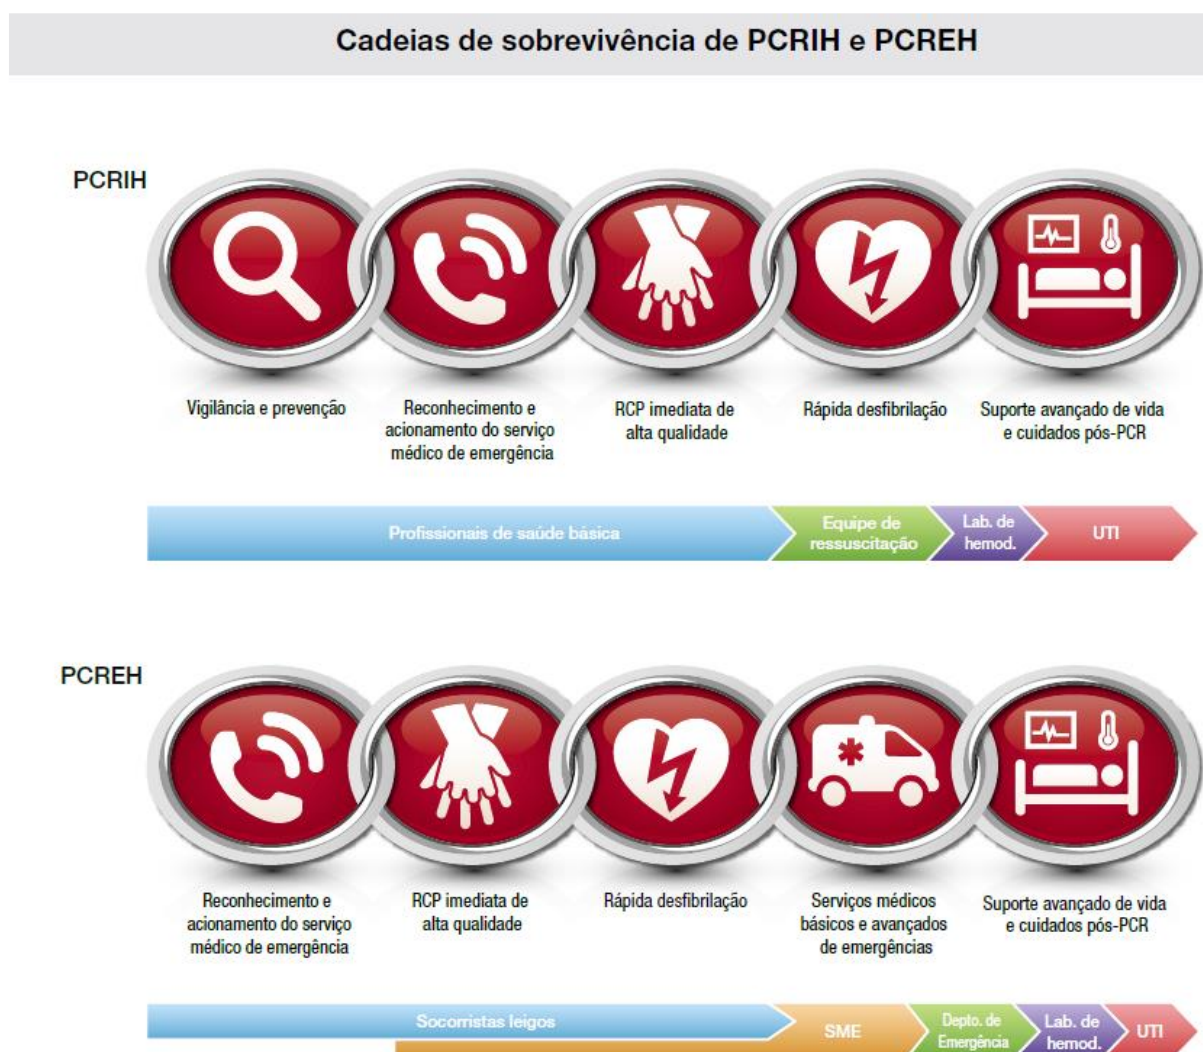 Cadeias de sobrevivência de PCRIH e PCREH
PCRIH
Vigilância e prevenção
Reconhecimento e
acionamento do serviço
médico de emergência
RCP imediata de
alta qualidade
Rápida desfibrilação
Suporte avançado de vida
e cuidados pós-PCR
Profissionais de saúde básica
Equipe de
ressuscitação
Lab. de
hemod.
UTI
PCREH
Reconhecimento e
acionamento do serviço
médico de emergência
RCP imediata de
alta qualidade
Rápida desfibrilação
Serviços médicos
básicos e avançados
de emergências
Suporte avançado de vida
e cuidados pós-PCR
Socorristas leigos
SME
Depto. de
Emergência
Lab. de
hemod.
UTI